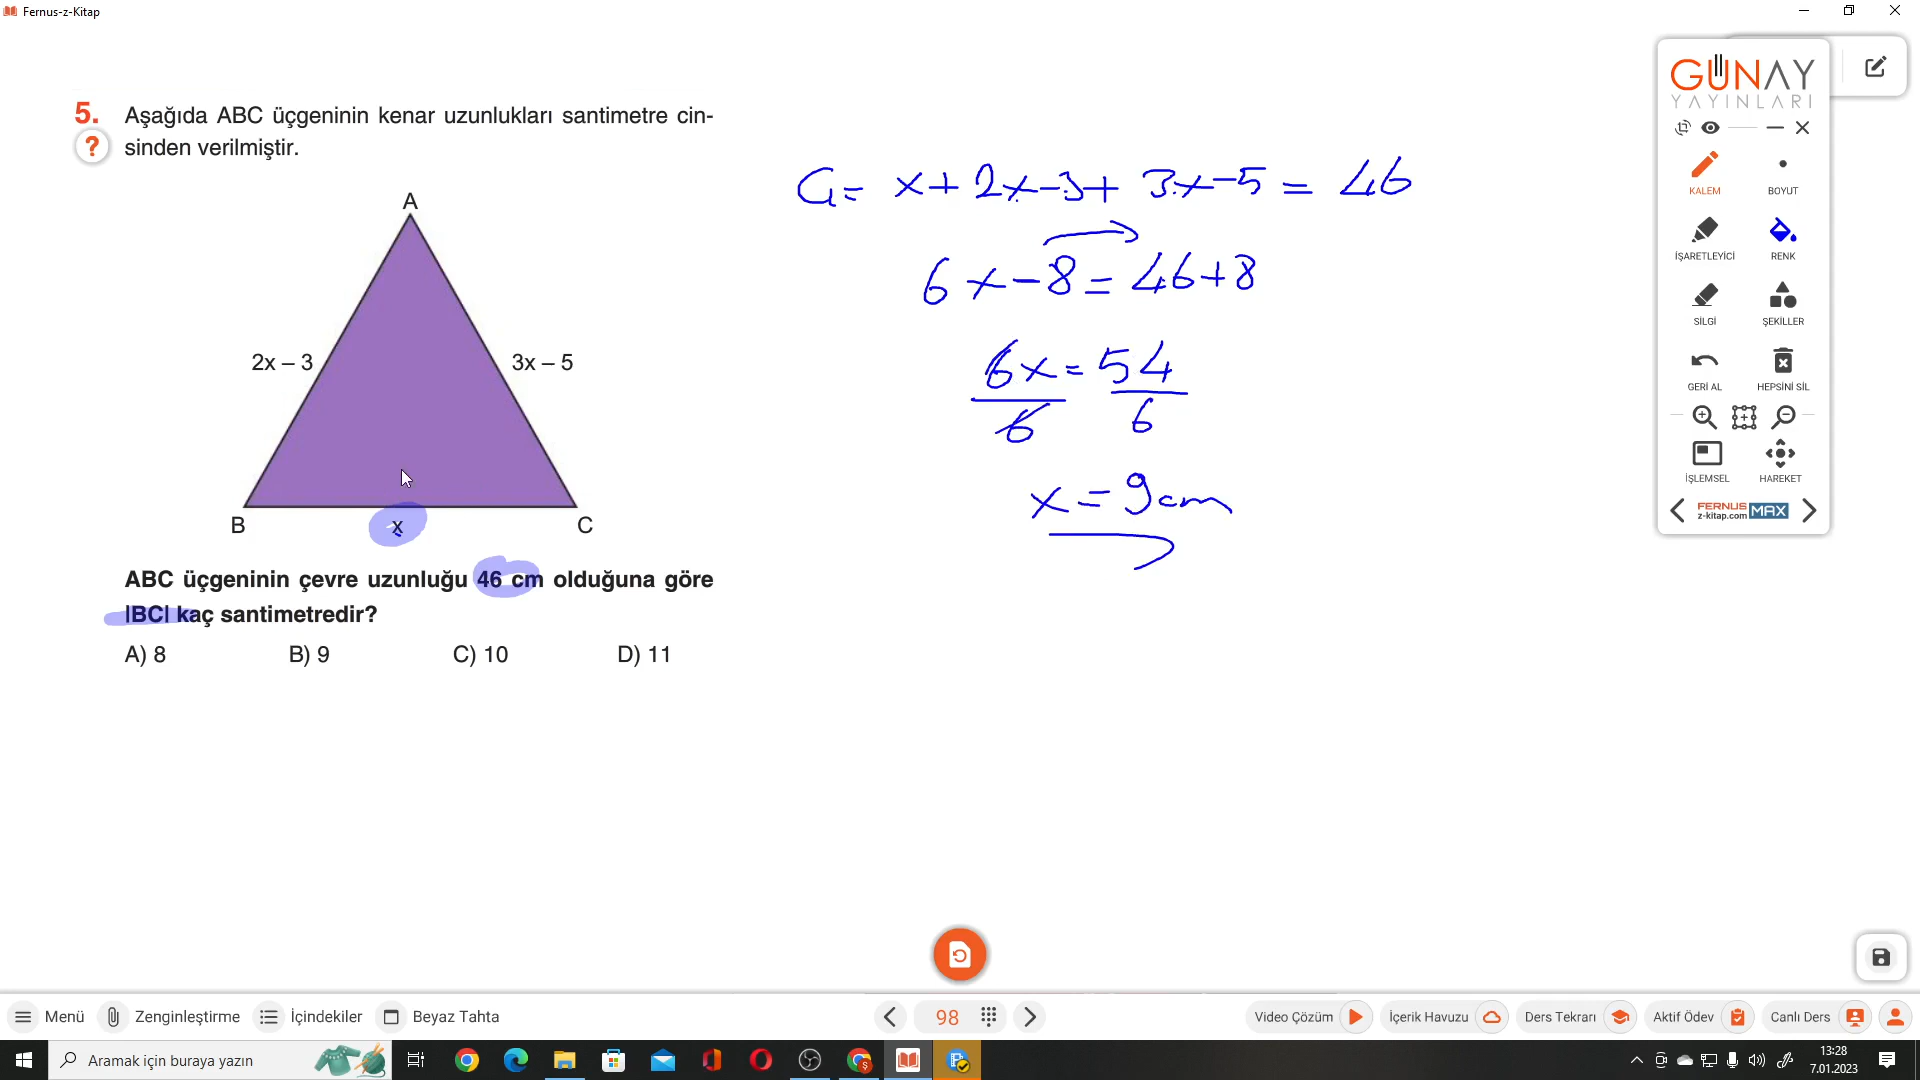 Fernus-z-Kitap
5. Aşağıda ABC üçgeninin kenar uzunlukları santimetre cin-
? sinden verilmiştir.
A
2x – 3
3x – 5
B
x
C
ABC üçgeninin çevre uzunluğu 46 cm olduğuna göre
|BC| kaç santimetredir?
A) 8 B) 9 C) 10 D) 11
Ç= x+2x-3+3x-5=46
6x-8=46+8
6x=54
6 6
x=9cm
GÜNAY
YAYINLARI
KALEM BOYUT
İŞARETLEYİCİ RENK
SİLGİ ŞEKİLLER
GERİ AL HEPSİNİ SİL
İŞLEMSEL HAREKET
FERNUS
z-kitap.com MAX
Menü Zenginleştirme İçindekiler Beyaz Tahta 98 Video Çözüm İçerik Havuzu Ders Tekrarı Aktif Ödev Canlı Ders
Aramak için buraya yazın
13:28
7.01.2023